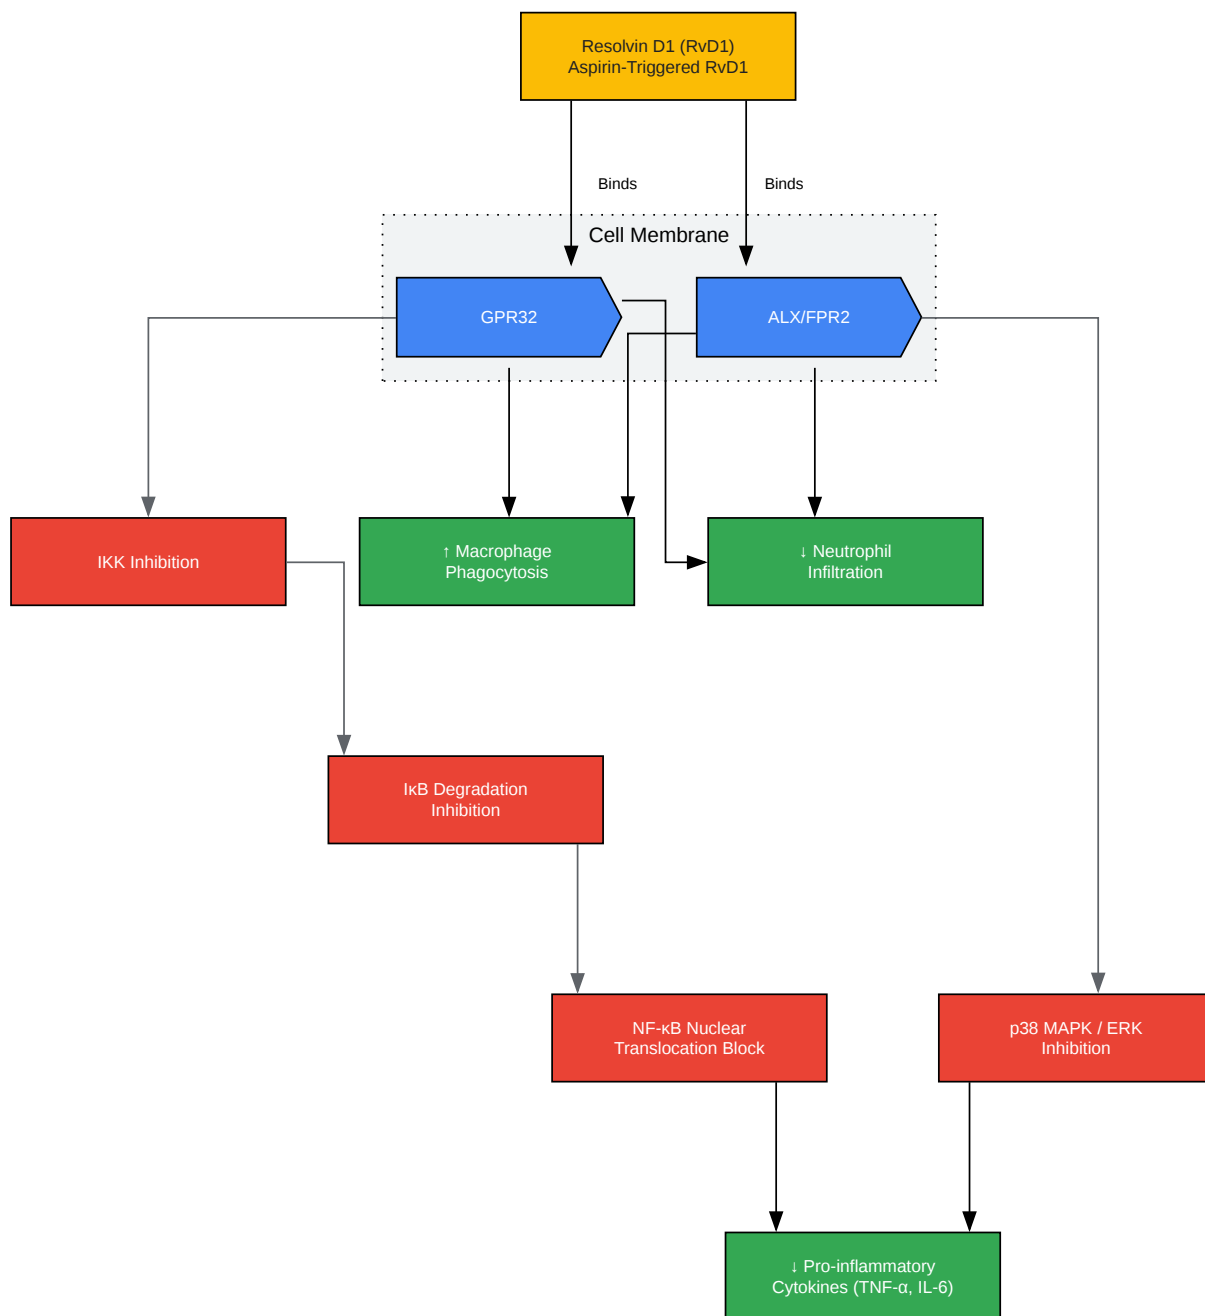 Resolvin D1 (RvD1)
Aspirin-Triggered RvD1
Binds
Binds
Cell Membrane
GPR32
ALX/FPR2
IKK Inhibition
↑ Macrophage
Phagocytosis
↓ Neutrophil
Infiltration
IκB Degradation
Inhibition
NF-κB Nuclear
Translocation Block
p38 MAPK / ERK
Inhibition
↓ Pro-inflammatory
Cytokines (TNF-α, IL-6)